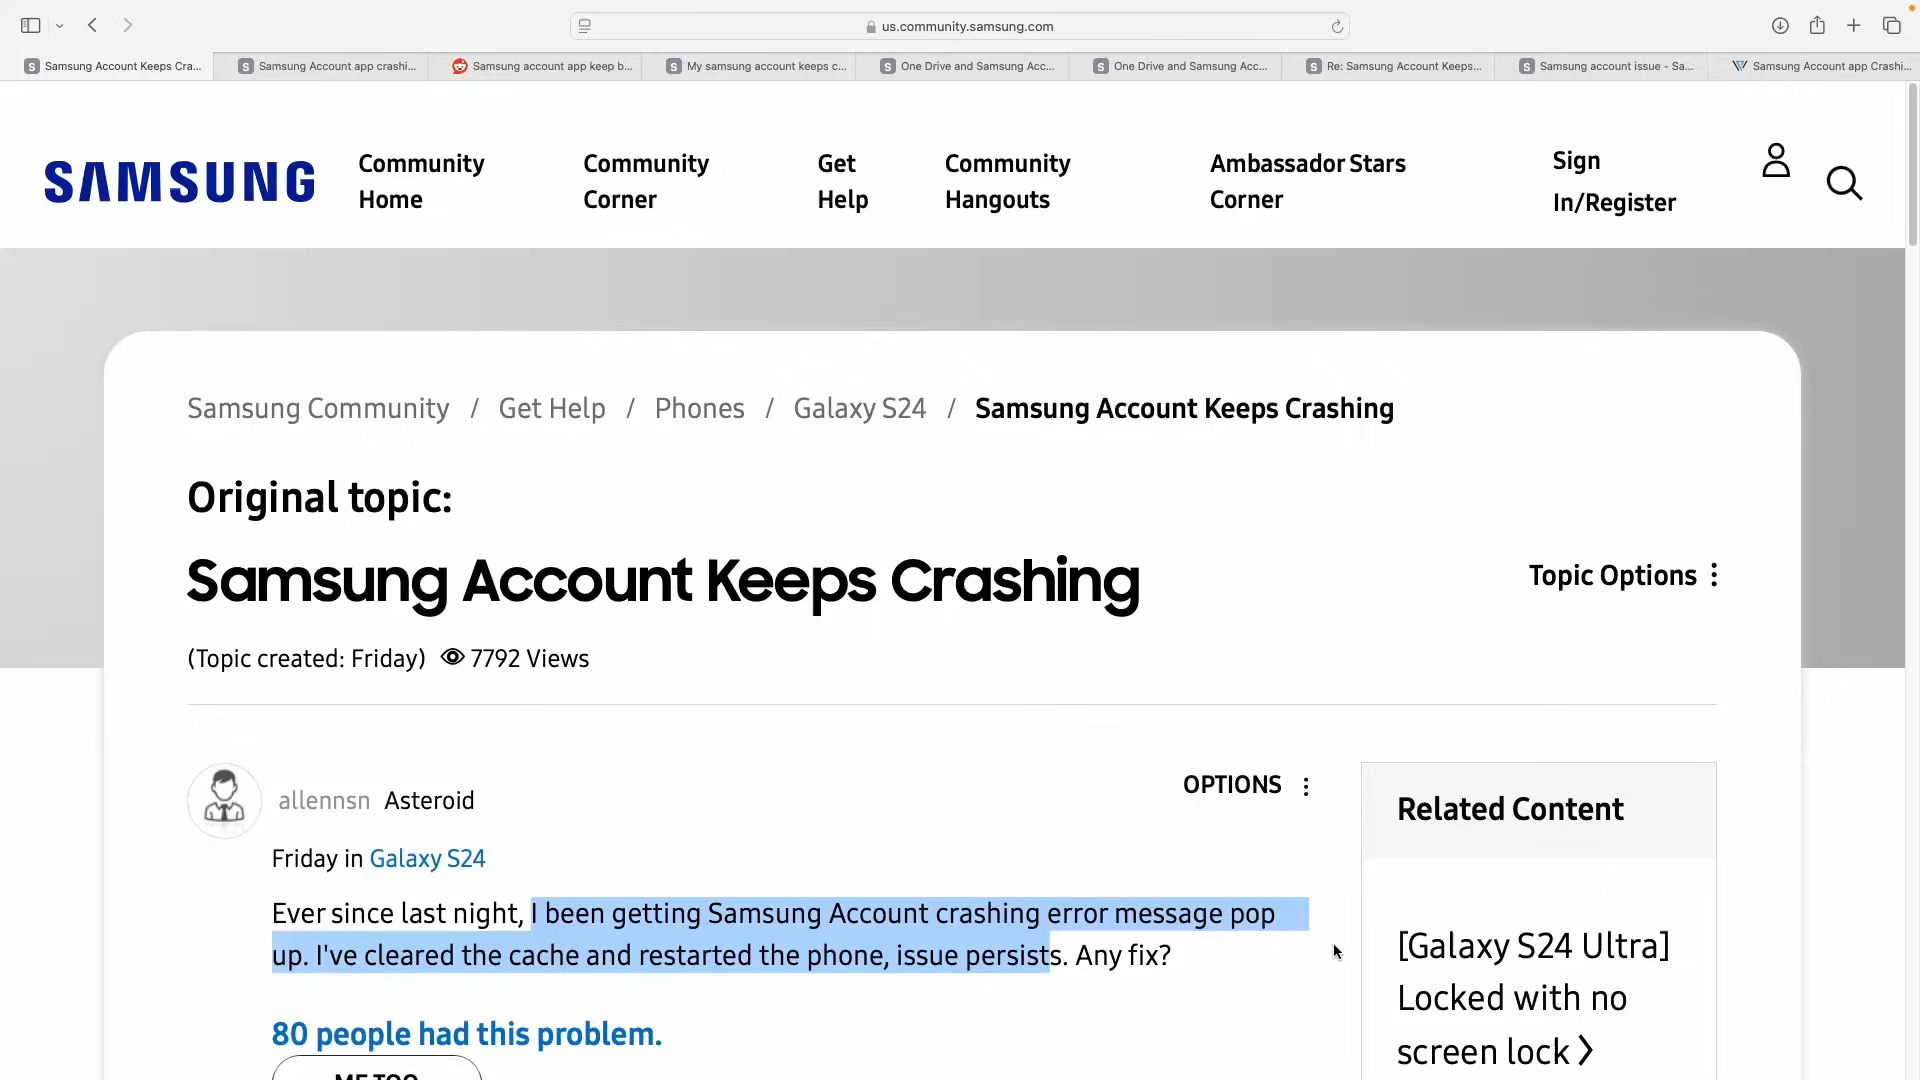 us.community.samsung.com
S Samsung Account Keeps Cra...
S Samsung Account app crashi...
Samsung account app keep b...
S My samsung account keeps c...
S One Drive and Samsung Acc...
S One Drive and Samsung Acc...
S Re: Samsung Account Keeps...
S Samsung account issue - Sa...
Samsung Account app Crashi...
SAMSUNG
Community
Home
Community
Corner
Get
Help
Community
Hangouts
Ambassador Stars
Corner
Sign
In/Register
Samsung Community / Get Help / Phones / Galaxy S24 / Samsung Account Keeps Crashing
Original topic:
Samsung Account Keeps Crashing
Topic Options
(Topic created: Friday) 7792 Views
allennsn Asteroid
OPTIONS
Friday in Galaxy S24
Ever since last night, I been getting Samsung Account crashing error message pop
up. I've cleared the cache and restarted the phone, issue persists. Any fix?
80 people had this problem.
ME TOO
Related Content
[Galaxy S24 Ultra]
Locked with no
screen lock